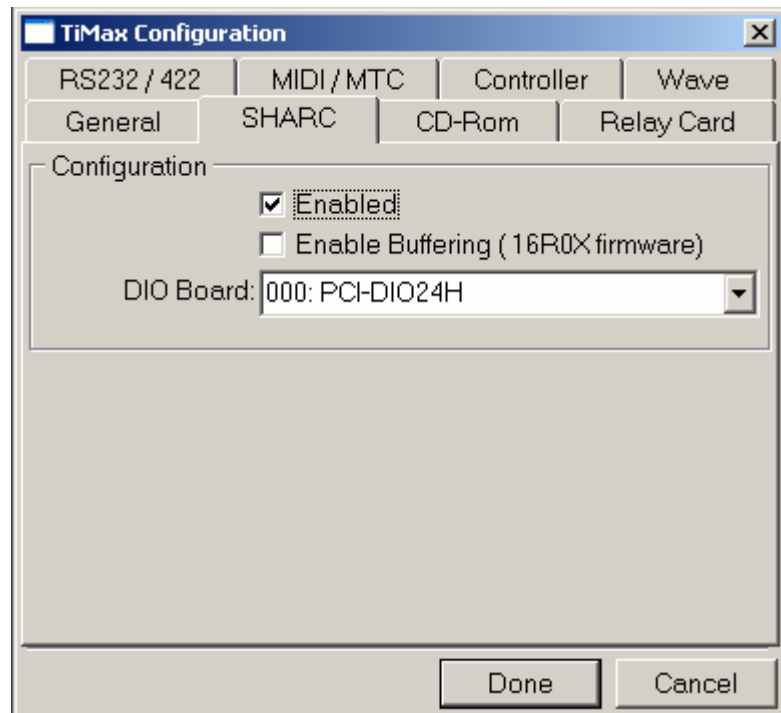 TiMax Configuration
RS232 / 422 MIDI / MTC Controller Wave
General SHARC CD-Rom Relay Card
Configuration
Enabled
Enable Buffering ( 16R0X firmware)
DIO Board: 000: PCI-DIO24H
Done Cancel